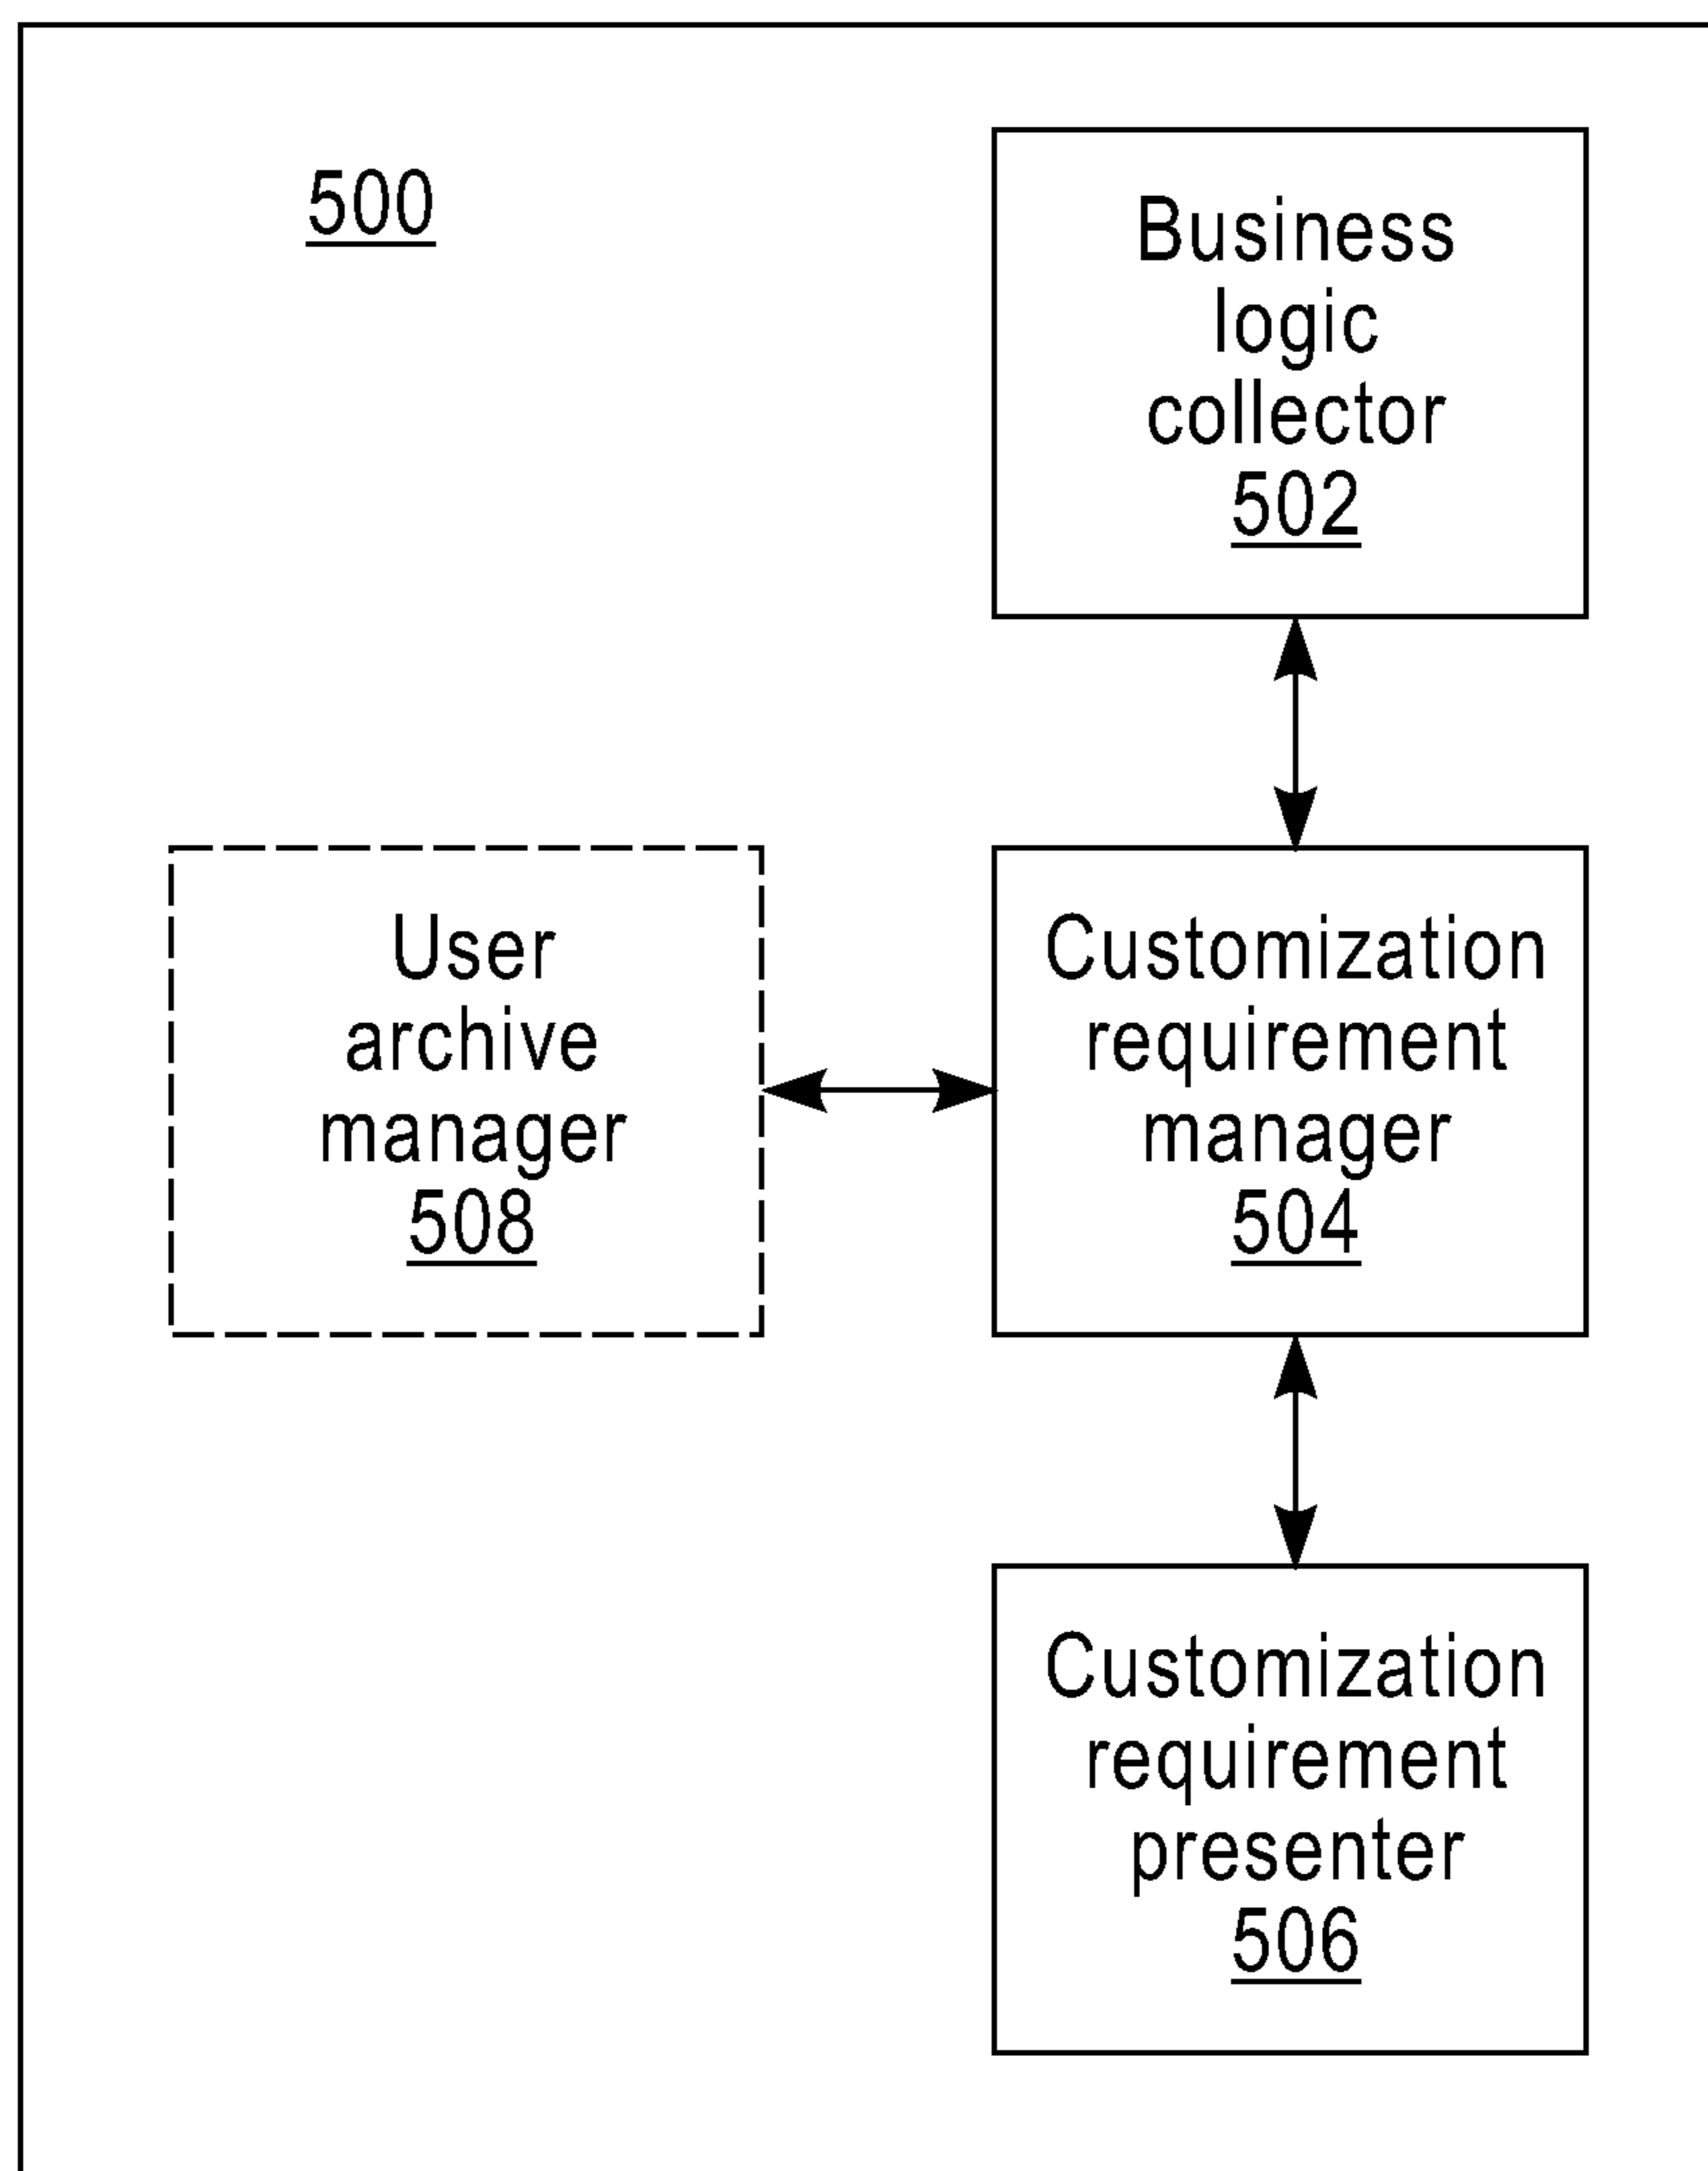 500
Business
logic
collector
502
User
archive
manager
508
Customization
requirement
manager
504
Customization
requirement
presenter
506